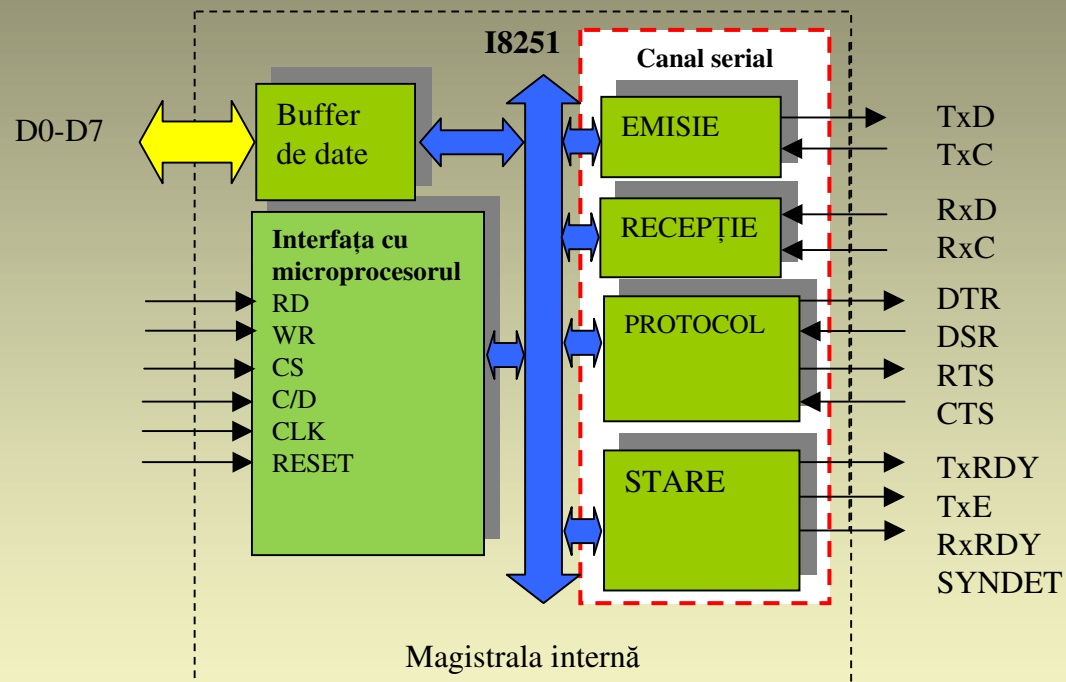 I8251
Canal serial
D0-D7
Buffer
de date
EMISIE
TxD
TxC
Interfața cu
microprocesorul
RD
WR
CS
C/D
CLK
RESET
RECEPȚIE
RxD
RxC
PROTOCOL
DTR
DSR
RTS
CTS
STARE
TxRDY
TxE
RxRDY
SYNDET
Magistrala internă